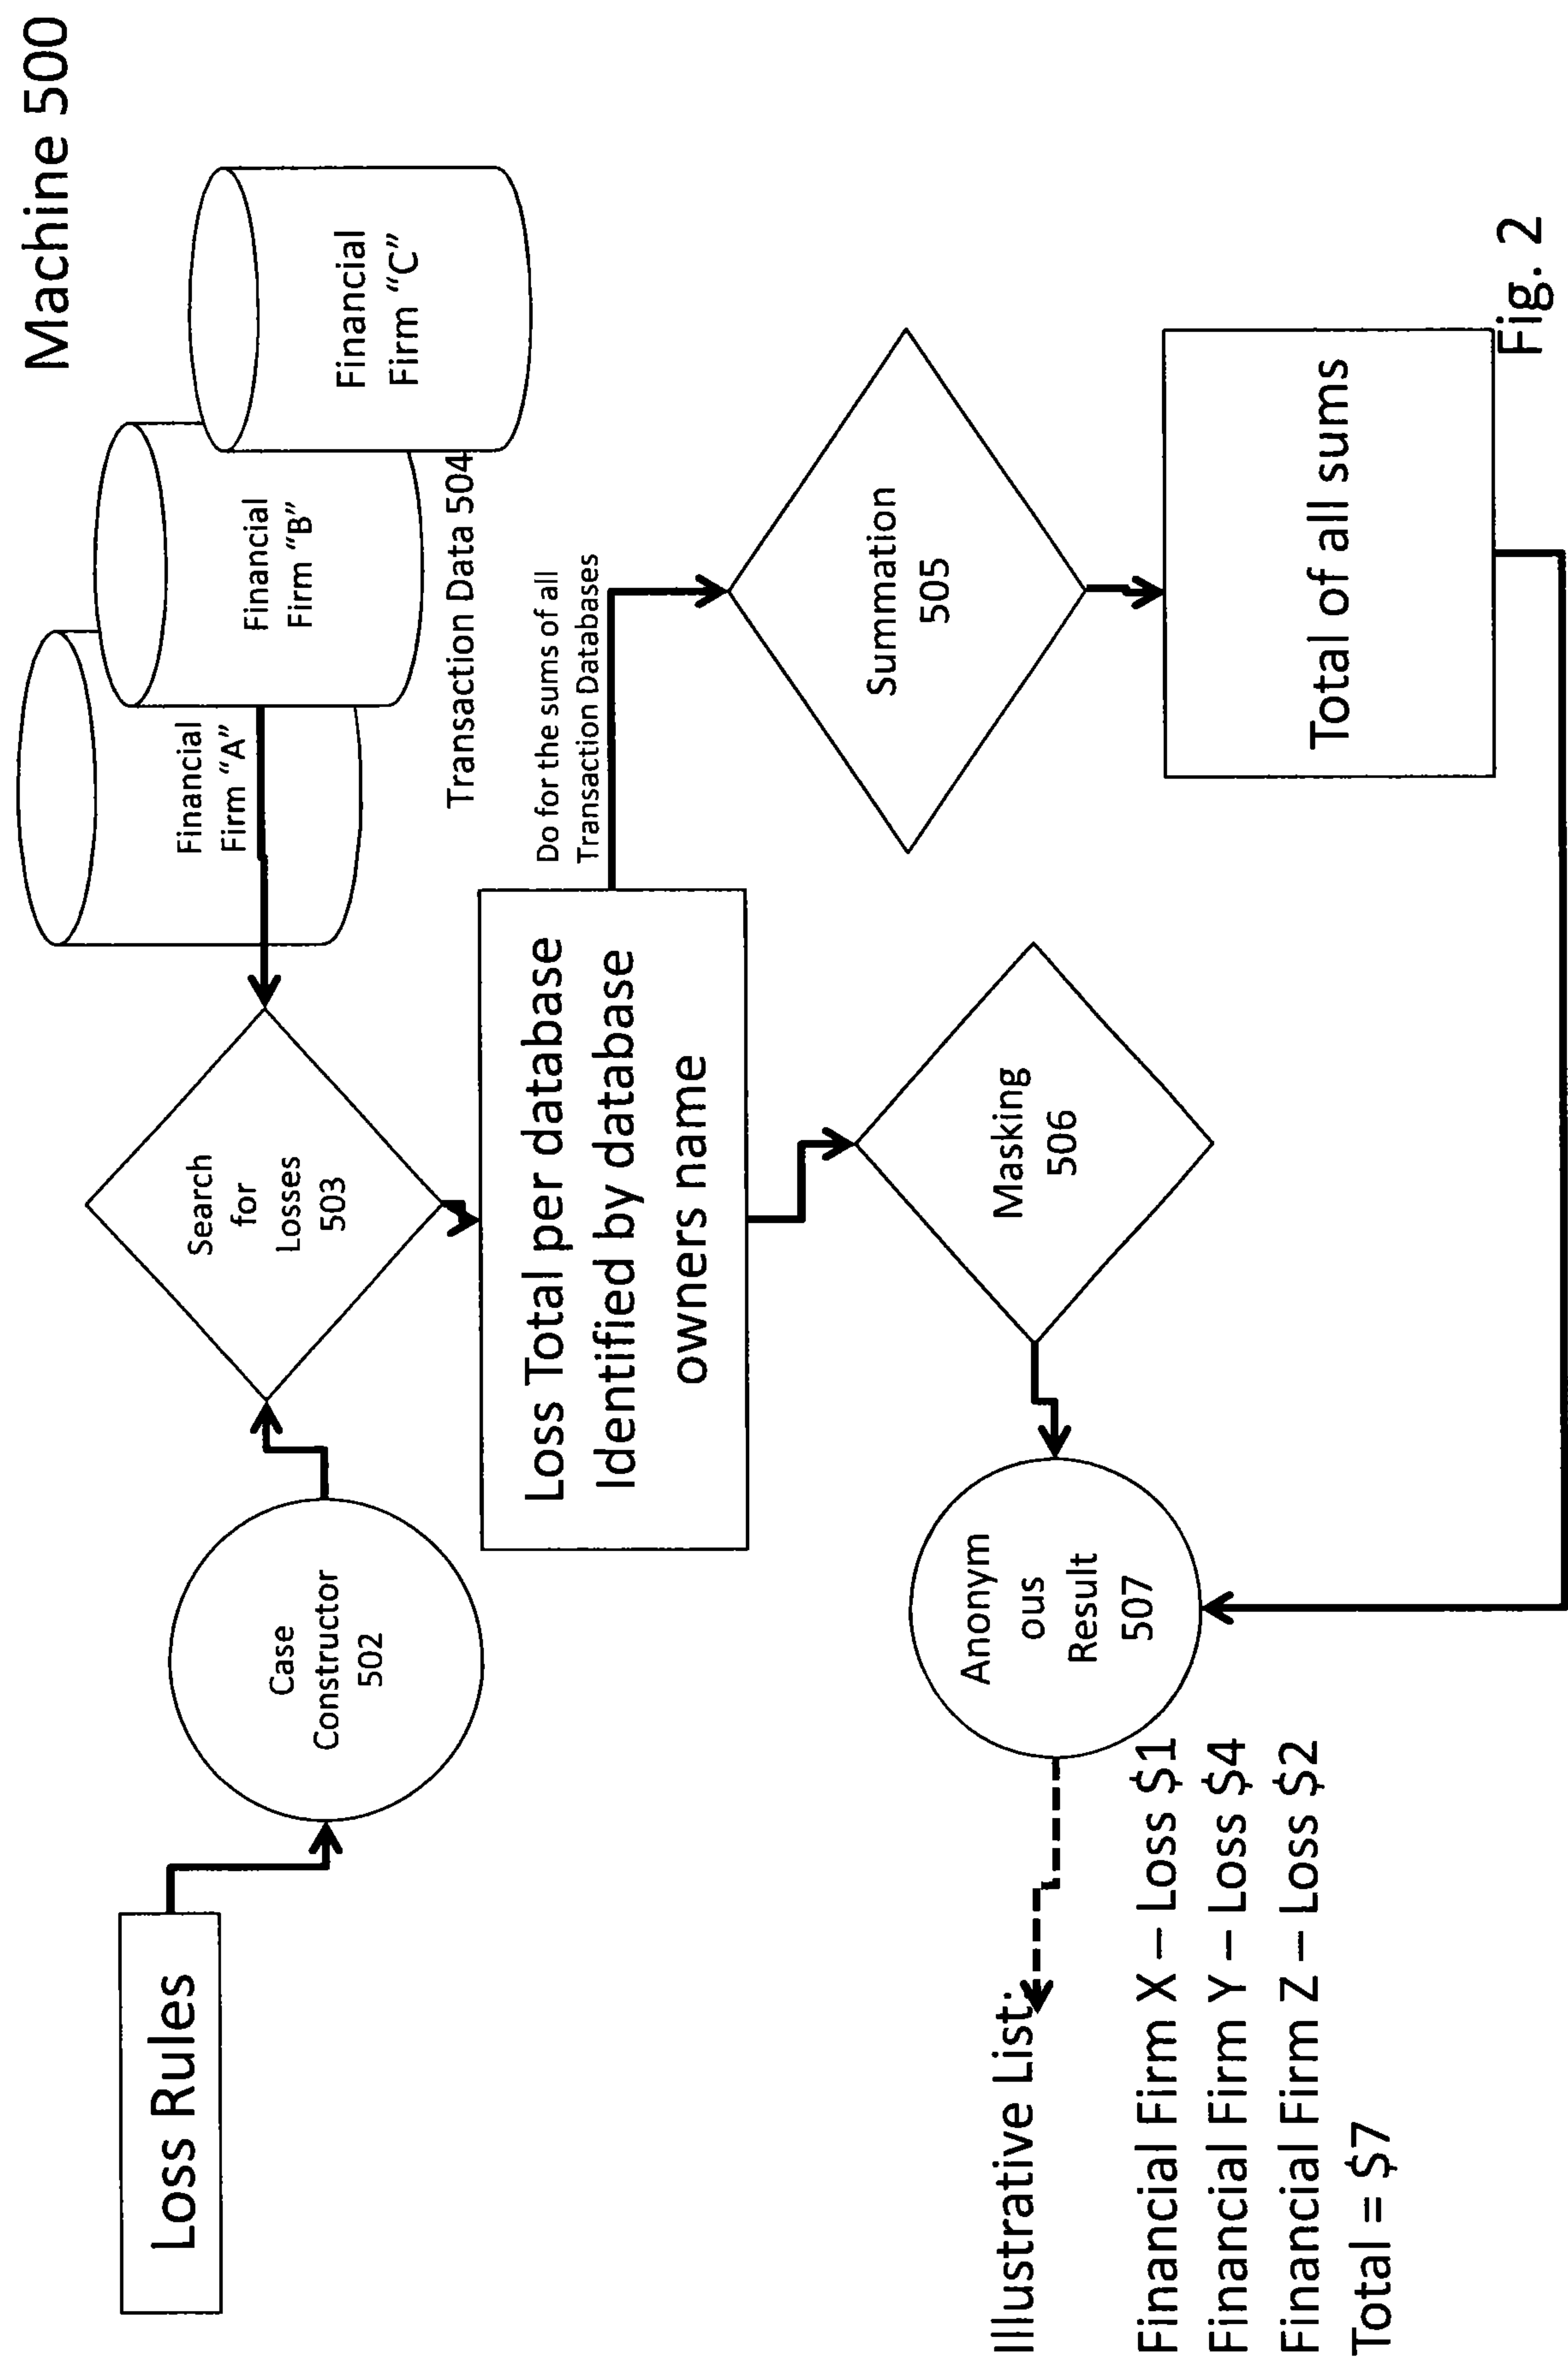 Machine 500
Loss Rules
Case
Constructor
502
Search
for
Losses
503
Financial
Firm “A”
Financial
Firm “B”
Financial
Firm “C”
Transaction Data 504
Loss Total per database
Identified by database
owners name
Do for the sums of all
Transaction Databases
Summation
505
Total of all sums
Masking
506
Anonym
ous
Result
507
Illustrative List:
Financial Firm X – Loss $1
Financial Firm Y – Loss $4
Financial Firm Z – Loss $2
Total = $7
Fig. 2